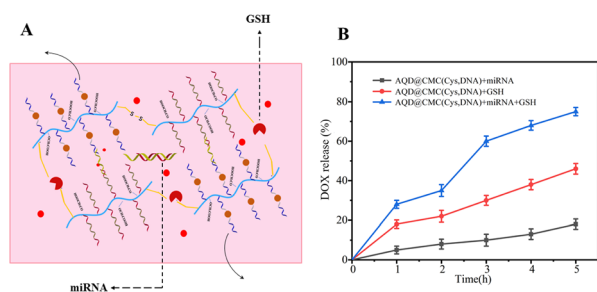 A
GSH
S
S
miRNA
B
AQD@CMC(Cys,DNA)+miRNA
AQD@CMC(Cys,DNA)+GSH
AQD@CMC(Cys,DNA)+miRNA+GSH
DOX release (%)
100
80
60
40
20
0
0 1 2 3 4 5
Time(h)